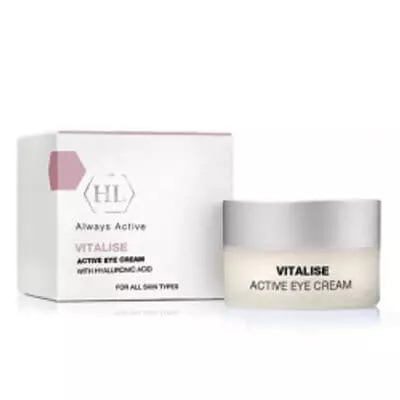 HL
Always Active
VITALISE
ACTIVE EYE CREAM
WITH HYALURONIC ACID
FOR ALL SKIN TYPES
VITALISE
ACTIVE EYE CREAM